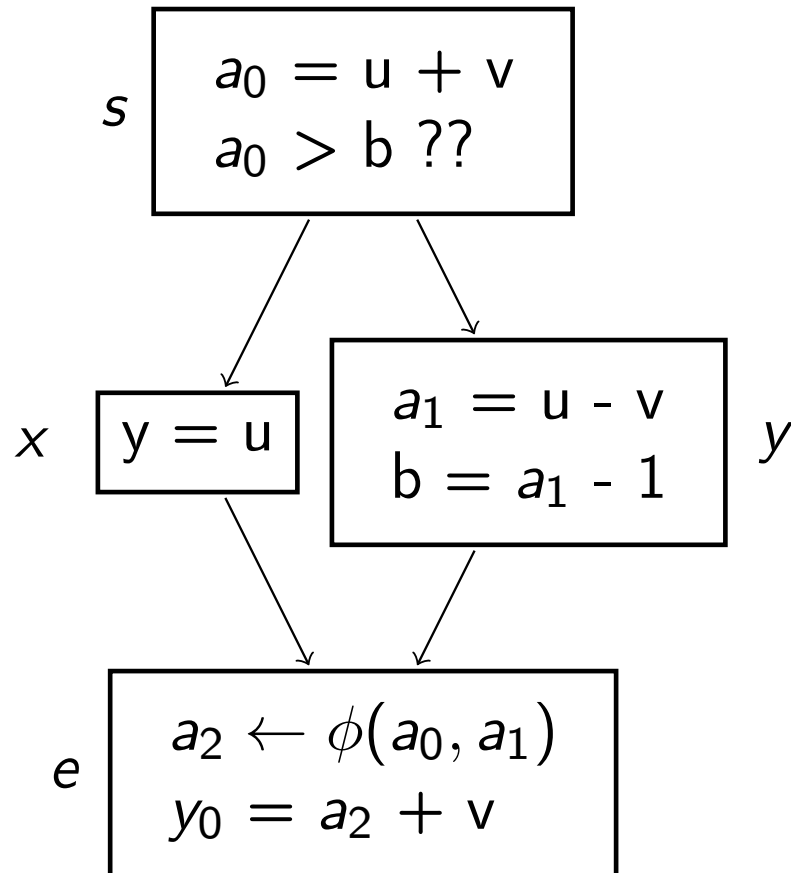 s
a₀ = u + v
a₀ > b ??
x
y = u
a₁ = u - v
b = a₁ - 1
y
e
a₂ ← ϕ(a₀, a₁)
y₀ = a₂ + v